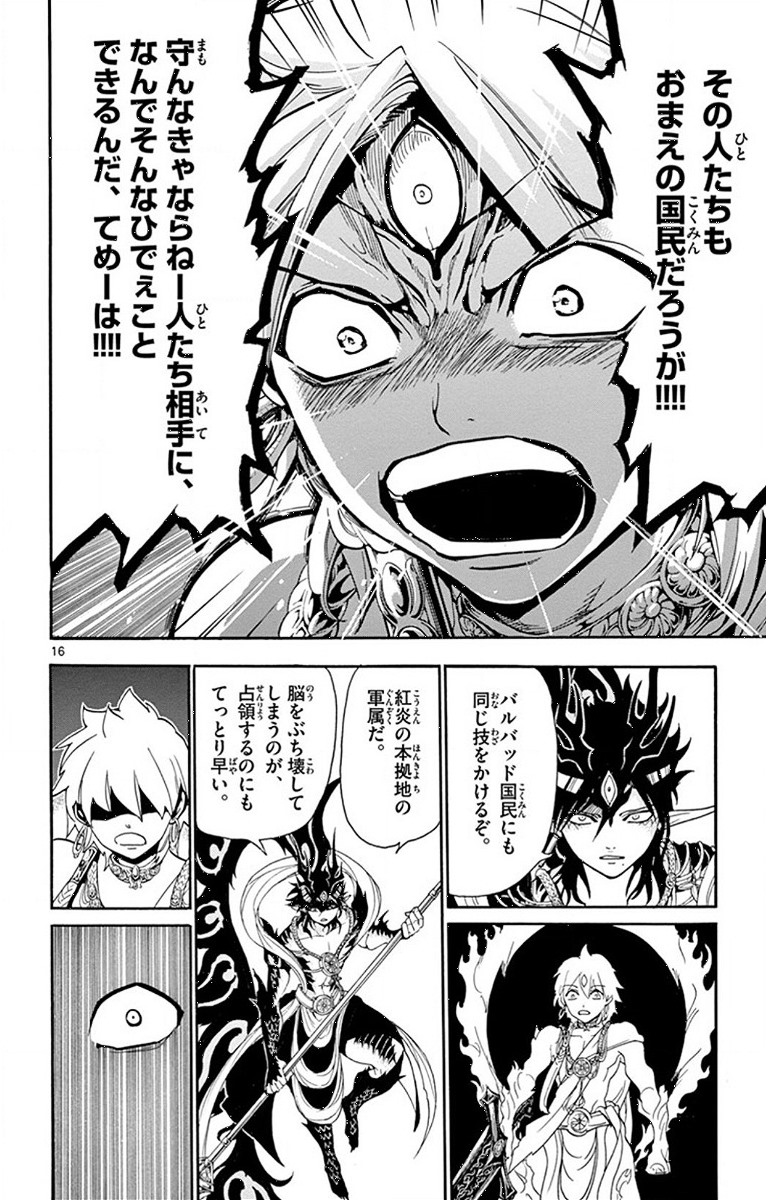 その人たちも
おまえの国民だろうが!!!!
守んなきゃならねー人たち相手に、
なんでそんなひでぇこと
できるんだ、てめーは!!!!
16
バルバッド国民にも
同じ技をかけるぞ。
紅炎の本拠地の
軍属だ。
脳をぶち壊して
しまうのが、
占領するのにも
てっとり早い。